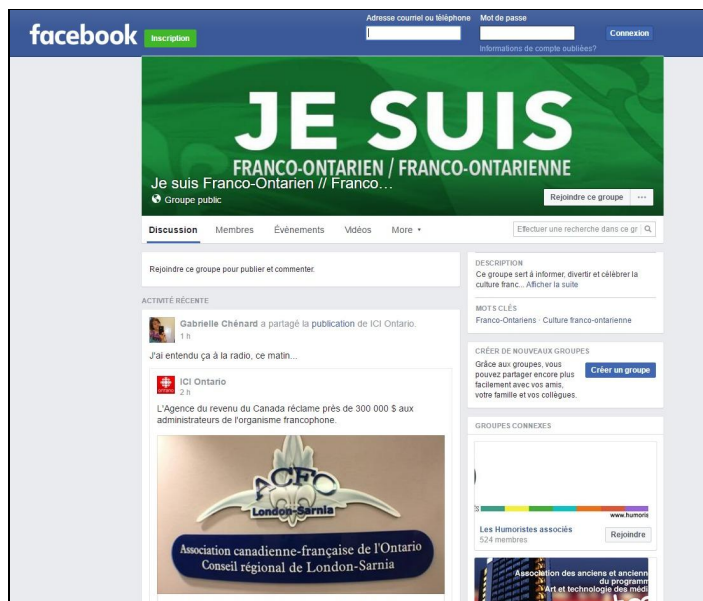 facebook
Inscription
Adresse courriel ou téléphone
Mot de passe
Connexion
Informations de compte oubliées?
JE SUIS
FRANCO-ONTARIEN / FRANCO-ONTARIENNE
Je suis Franco-Ontarien // Franco…
Groupe public
Rejoindre ce groupe
Discussion
Membres
Évènements
Vidéos
More
Effectuer une recherche dans ce gr
Rejoindre ce groupe pour publier et commenter.
ACTIVITÉ RÉCENTE
Gabrielle Chénard a partagé la publication de ICI Ontario.
1 h
J'ai entendu ça à la radio, ce matin...
ICI Ontario
2 h
L'Agence du revenu du Canada réclame près de 300 000 $ aux
administrateurs de l'organisme francophone.
ACFO
London-Sarnia
Association canadienne-française de l'Ontario
Conseil régional de London-Sarnia
DESCRIPTION
Ce groupe sert à informer, divertir et célébrer la
culture franc... Afficher la suite
MOTS CLÉS
Franco-Ontariens · Culture franco-ontarienne
CRÉER DE NOUVEAUX GROUPES
Grâce aux groupes, vous
pouvez partager encore plus
facilement avec vos amis,
votre famille et vos collègues.
Créer un groupe
GROUPES CONNEXES
www.humoris
Les Humoristes associés
524 membres
Rejoindre
Association des anciens et ancienn
du programm
Art et technologie des médi